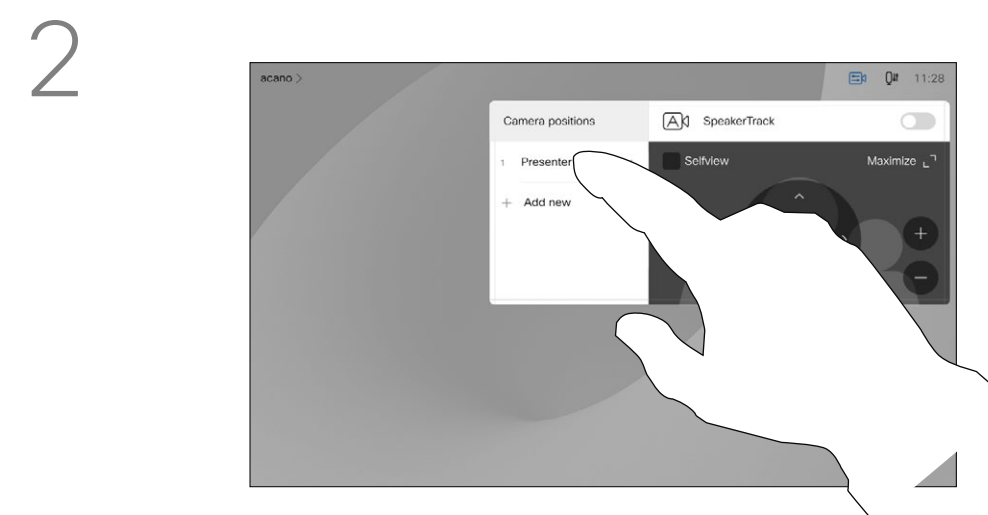 2
acano >
11:28
Camera positions
SpeakerTrack
1 Presenter
Selfview
Maximize
+ Add new